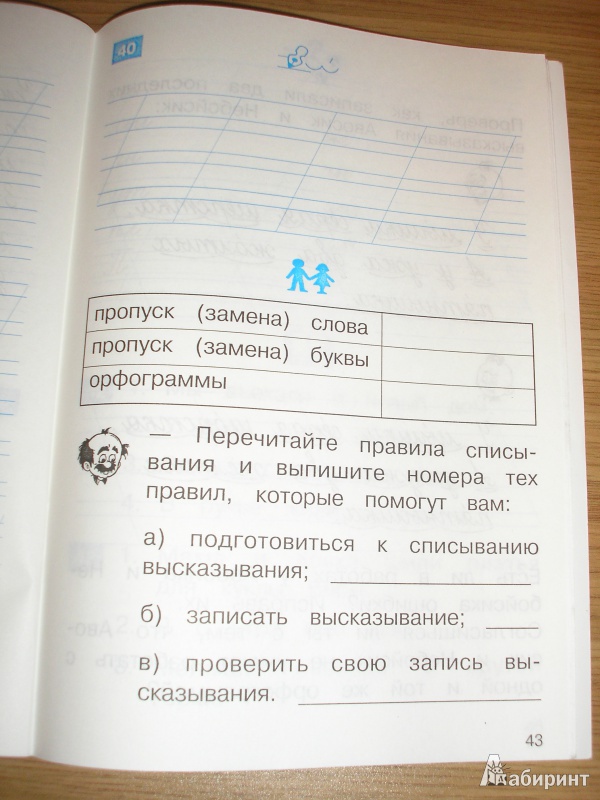 40
пропуск (замена) слова
пропуск (замена) буквы
орфограммы
— Перечитайте правила списы-
вания и выпишите номера тех
правил, которые помогут вам:
а) подготовиться к списыванию
высказывания;
б) записать высказывание;
в) проверить свою запись вы-
сказывания.
43
Лабиринт